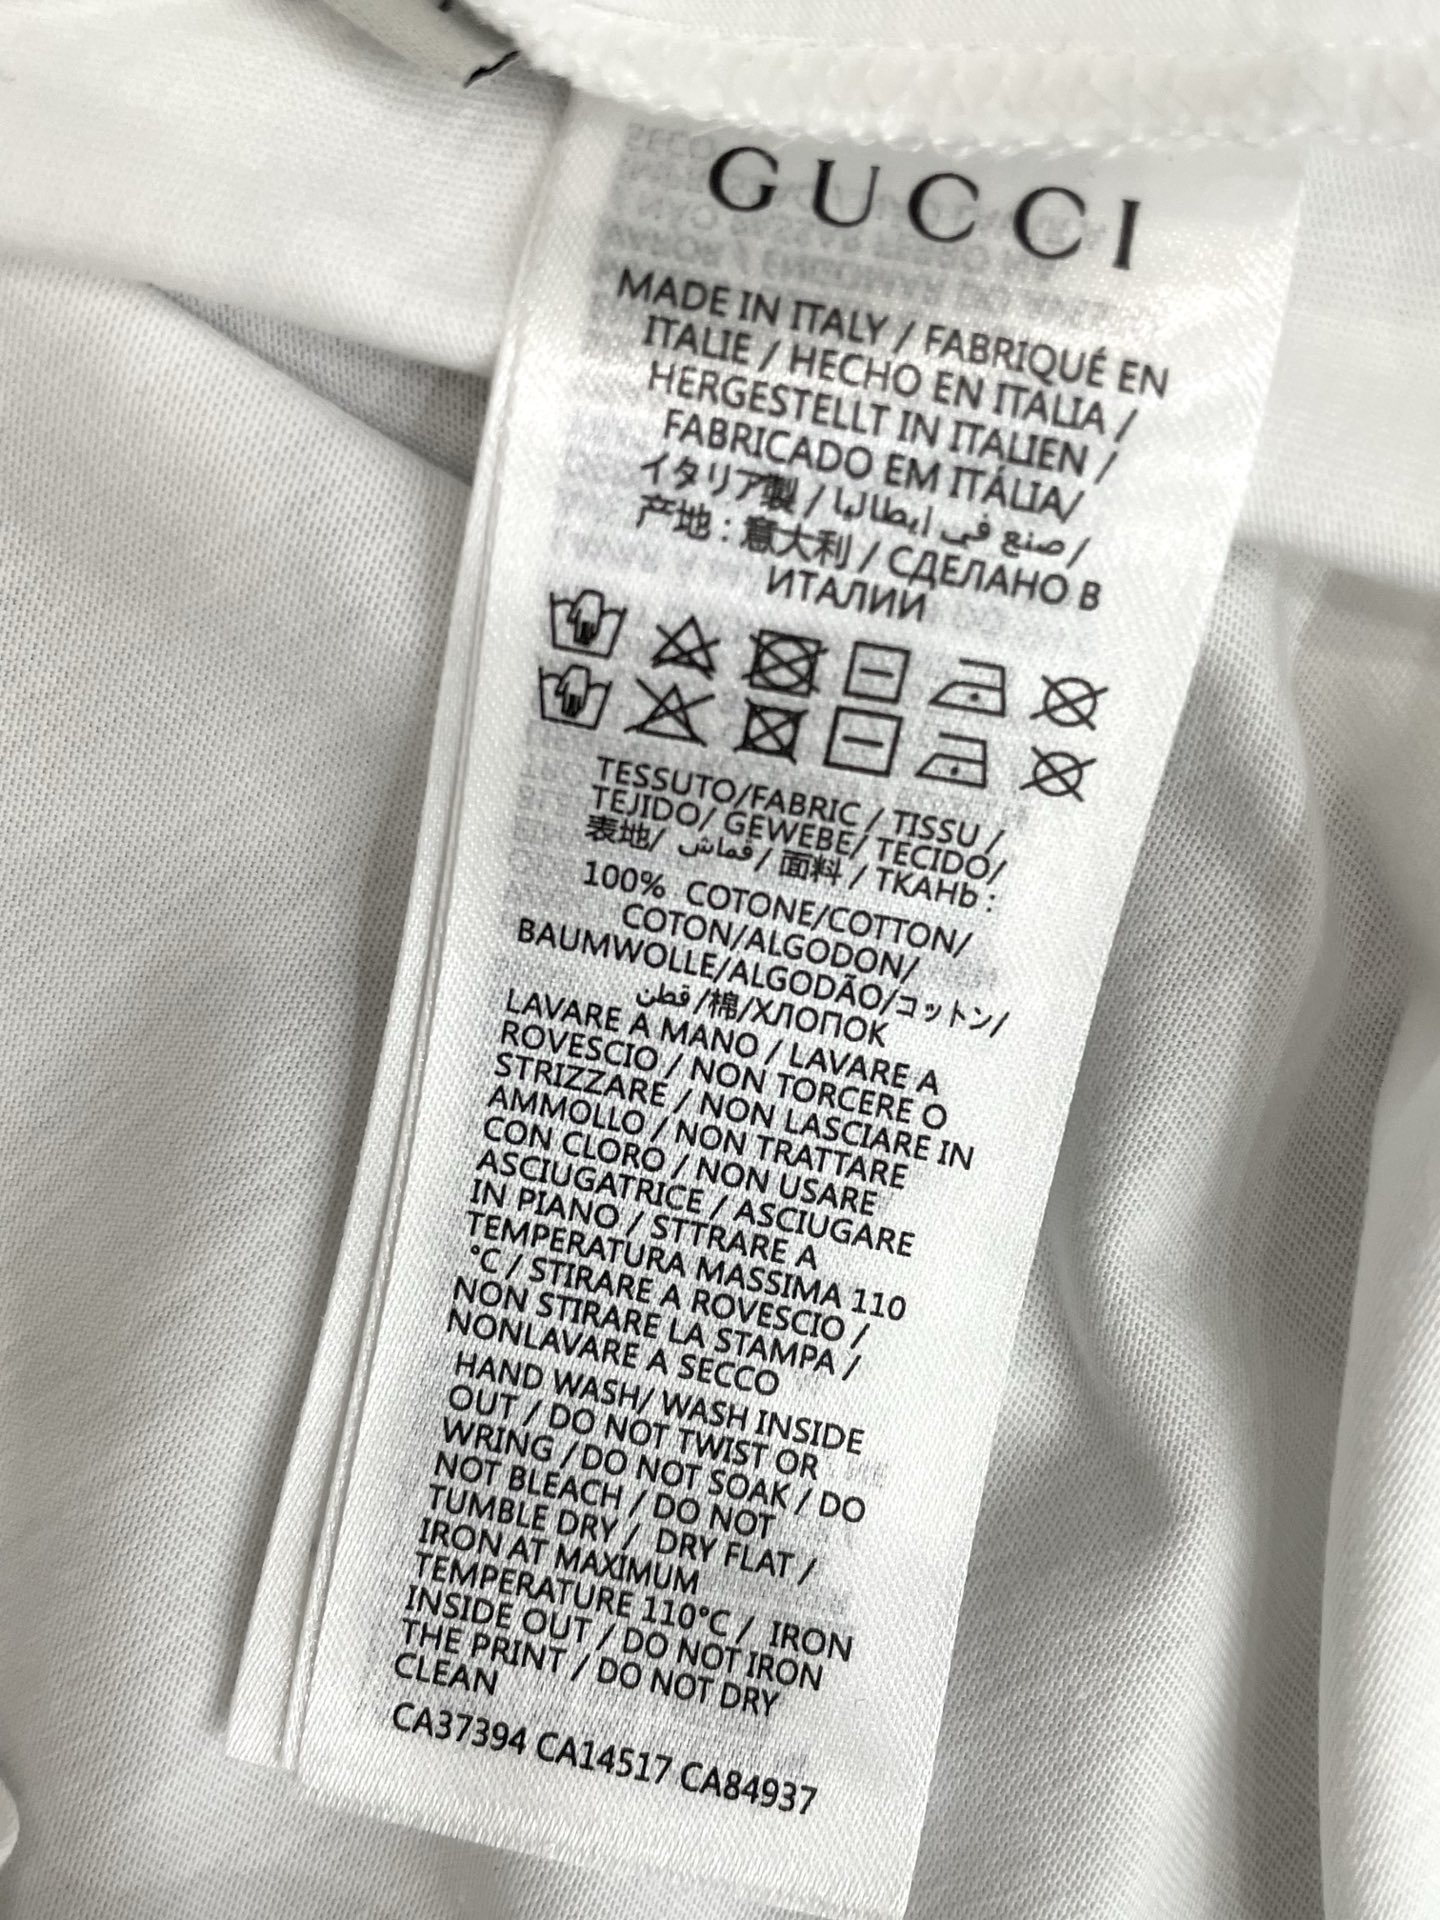 GUCCI
MADE IN ITALY / FABRIQUÉ EN
ITALIE / HECHO EN ITALIA /
HERGESTELLT IN ITALIEN /
FABRICADO EM ITÁLIA/
イタリア製 / صنع في ايطاليا /
产地 : 意大利 / СДЕЛАНО В
ИТАЛИИ
TESSUTO/FABRIC / TISSU /
TEJIDO/ GEWEBE/ TECIDO/
表地/ قماش / 面料 / ТКАНЬ :
100% COTONE/COTTON/
COTON/ALGODON/
BAUMWOLLE/ALGODÃO/コットン/
قطن /棉/ХЛОПОК
LAVARE A MANO / LAVARE A
ROVESCIO / NON TORCERE O
STRIZZARE / NON LASCIARE IN
AMMOLLO / NON TRATTARE
CON CLORO / NON USARE
ASCIUGATRICE / ASCIUGARE
IN PIANO / STTRARE A
TEMPERATURA MASSIMA 110
°C / STIRARE A ROVESCIO /
NON STIRARE LA STAMPA /
NONLAVARE A SECCO
HAND WASH/ WASH INSIDE
OUT / DO NOT TWIST OR
WRING / DO NOT SOAK / DO
NOT BLEACH / DO NOT
TUMBLE DRY / DRY FLAT /
IRON AT MAXIMUM
TEMPERATURE 110°C / IRON
INSIDE OUT / DO NOT IRON
THE PRINT / DO NOT DRY
CLEAN
CA37394 CA14517 CA84937